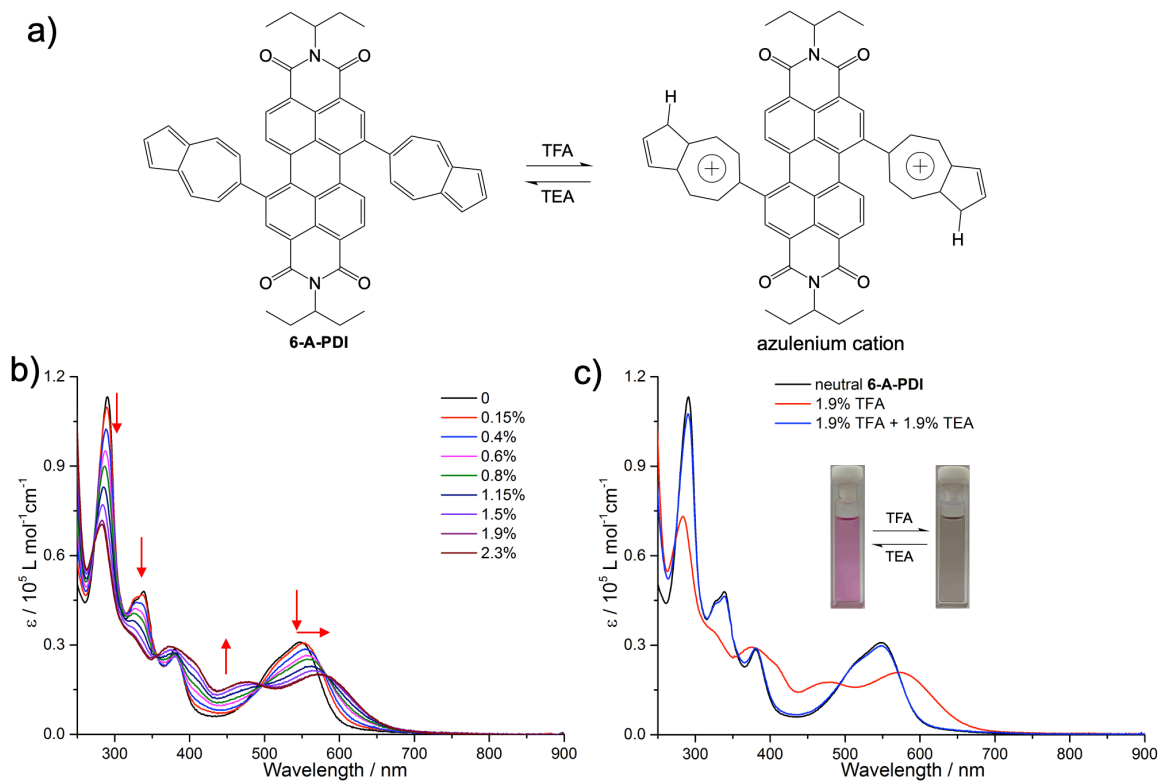 a)
O
N
O
O
N
O
6-A-PDI
TFA
TEA
H
O
N
O
+
+
H
O
N
O
azulenium cation
b)
1.2
0.9
0.6
0.3
0.0
ε / 10⁵ L mol⁻¹cm⁻¹
300
400
500
600
700
800
900
Wavelength / nm
0
0.15%
0.4%
0.6%
0.8%
1.15%
1.5%
1.9%
2.3%
c)
1.2
0.9
0.6
0.3
0.0
ε / 10⁵ L mol⁻¹cm⁻¹
300
400
500
600
700
800
900
Wavelength / nm
neutral 6-A-PDI
1.9% TFA
1.9% TFA + 1.9% TEA
TFA
TEA